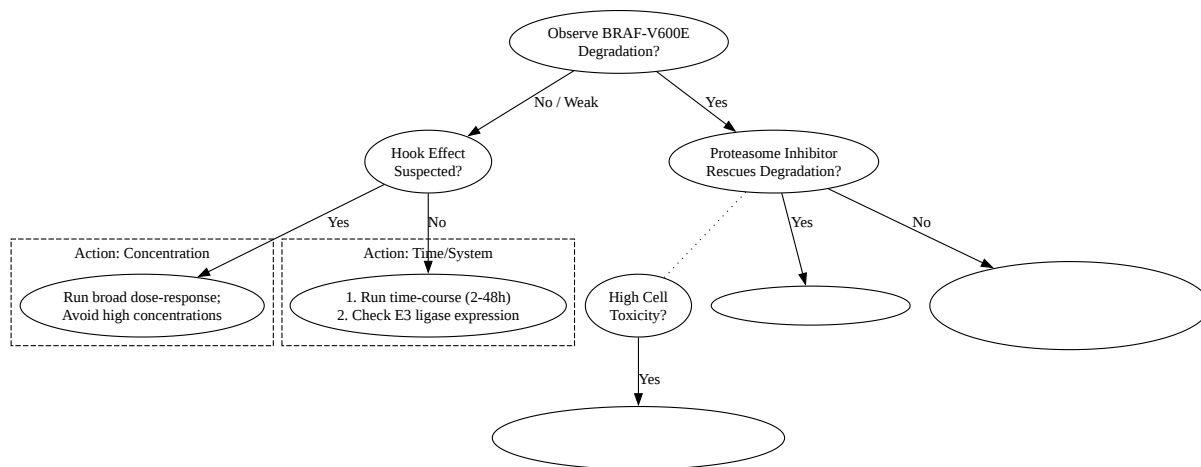 Observe BRAF-V600E
Degradation?
No / Weak
Yes
Hook Effect
Suspected?
Proteasome Inhibitor
Rescues Degradation?
Yes
No
Yes
No
Action: Concentration
Action: Time/System
Run broad dose-response;
Avoid high concentrations
1. Run time-course (2-48h)
2. Check E3 ligase expression
High Cell
Toxicity?
Yes